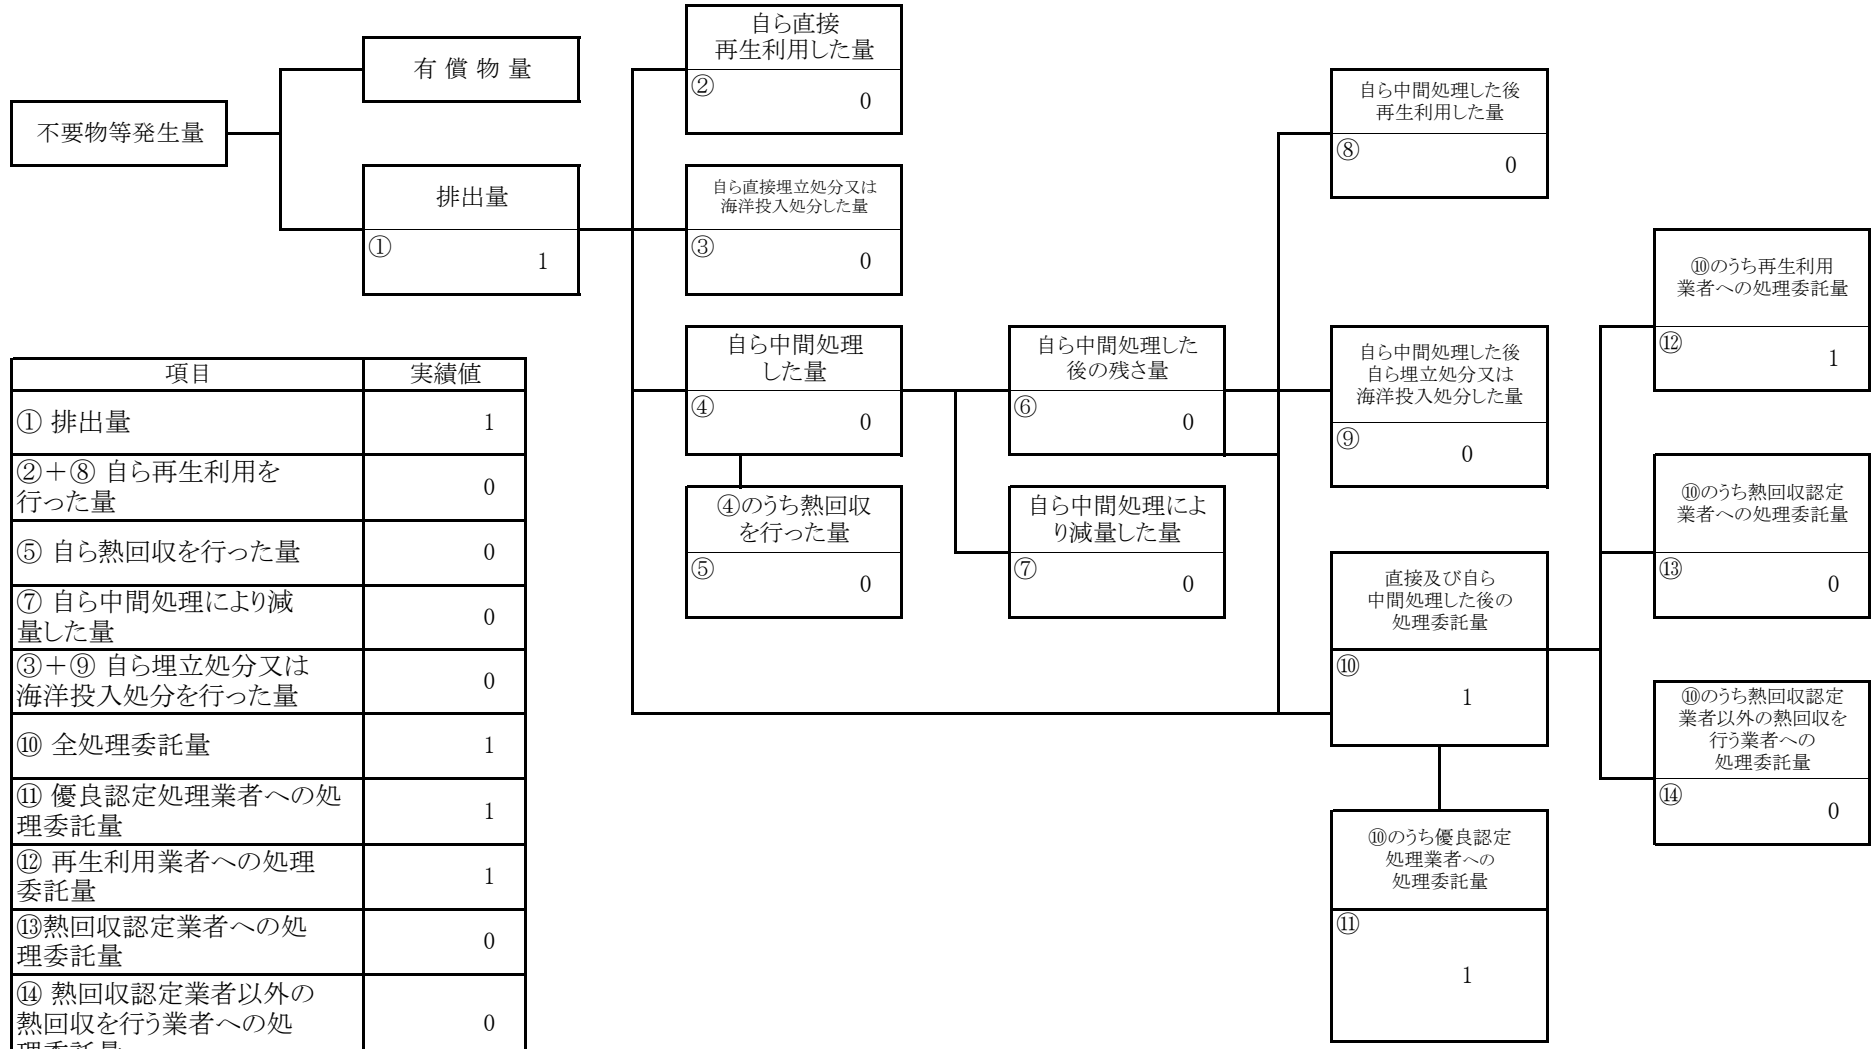 不要物等発生量
有 償 物 量
排出量
①
1
自ら直接
再生利用した量
②
0
自ら直接埋立処分又は
海洋投入処分した量
③
0
自ら中間処理
した量
④
0
④のうち熱回収
を行った量
⑤
0
自ら中間処理した
後の残さ量
⑥
0
自ら中間処理によ
り減量した量
⑦
0
自ら中間処理した後
再生利用した量
⑧
0
自ら中間処理した後
自ら埋立処分又は
海洋投入処分した量
⑨
0
直接及び自ら
中間処理した後の
処理委託量
⑩
1
⑩のうち優良認定
処理業者への
処理委託量
⑪
1
⑩のうち再生利用
業者への処理委託量
⑫
1
⑩のうち熱回収認定
業者への処理委託量
⑬
0
⑩のうち熱回収認定
業者以外の熱回収を
行う業者への
処理委託量
⑭
0
項目 実績値
① 排出量 1
②+⑧ 自ら再生利用を
行った量 0
⑤ 自ら熱回収を行った量 0
⑦ 自ら中間処理により減
量した量 0
③+⑨ 自ら埋立処分又は
海洋投入処分を行った量 0
⑩ 全処理委託量 1
⑪ 優良認定処理業者への処
理委託量 1
⑫ 再生利用業者への処理
委託量 1
⑬熱回収認定業者への処
理委託量 0
⑭ 熱回収認定業者以外の
熱回収を行う業者への処 0
理委託量